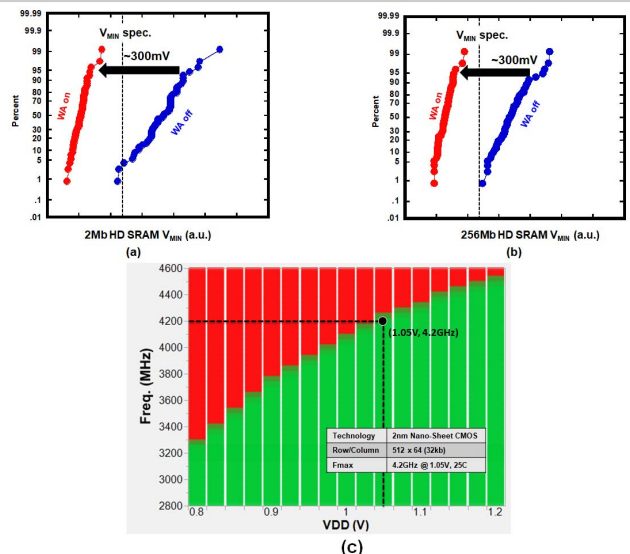 99.99
99.9
99
95
90
80
70
50
30
20
10
5
1
.1
.01
Percent
V_MIN spec.
~300mV
WA on
WA off
2Mb HD SRAM V_MIN (a.u.)
(a)
99.99
99.9
99
95
90
80
70
50
30
20
10
5
1
.1
.01
Percent
V_MIN spec.
~300mV
WA on
WA off
256Mb HD SRAM V_MIN (a.u.)
(b)
4600
4400
4200
4000
3800
3600
3400
3200
3000
2800
Freq. (MHz)
(1.05V, 4.2GHz)
Technology 2nm Nano-Sheet CMOS
Row/Column 512 x 64 (32kb)
Fmax 4.2GHz @ 1.05V, 25C
0.8 0.9 1 1.1 1.2
VDD (V)
(c)